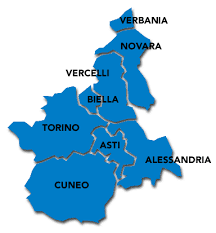 VERBANIA
NOVARA
VERCELLI
BIELLA
TORINO
ASTI
ALESSANDRIA
CUNEO